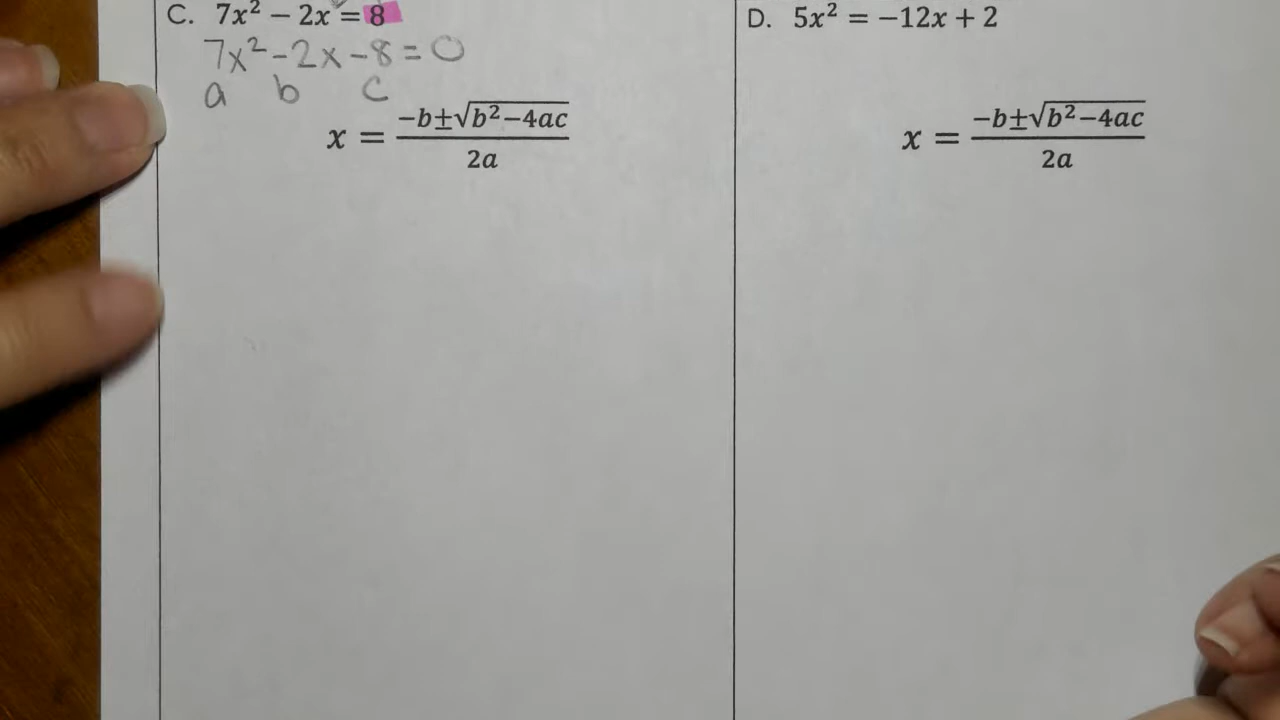 C. 7x² − 2x = 8
7x² - 2x - 8 = 0
a b c
x = −b±√b²−4ac / 2a
D. 5x² = −12x + 2
x = −b±√b²−4ac / 2a